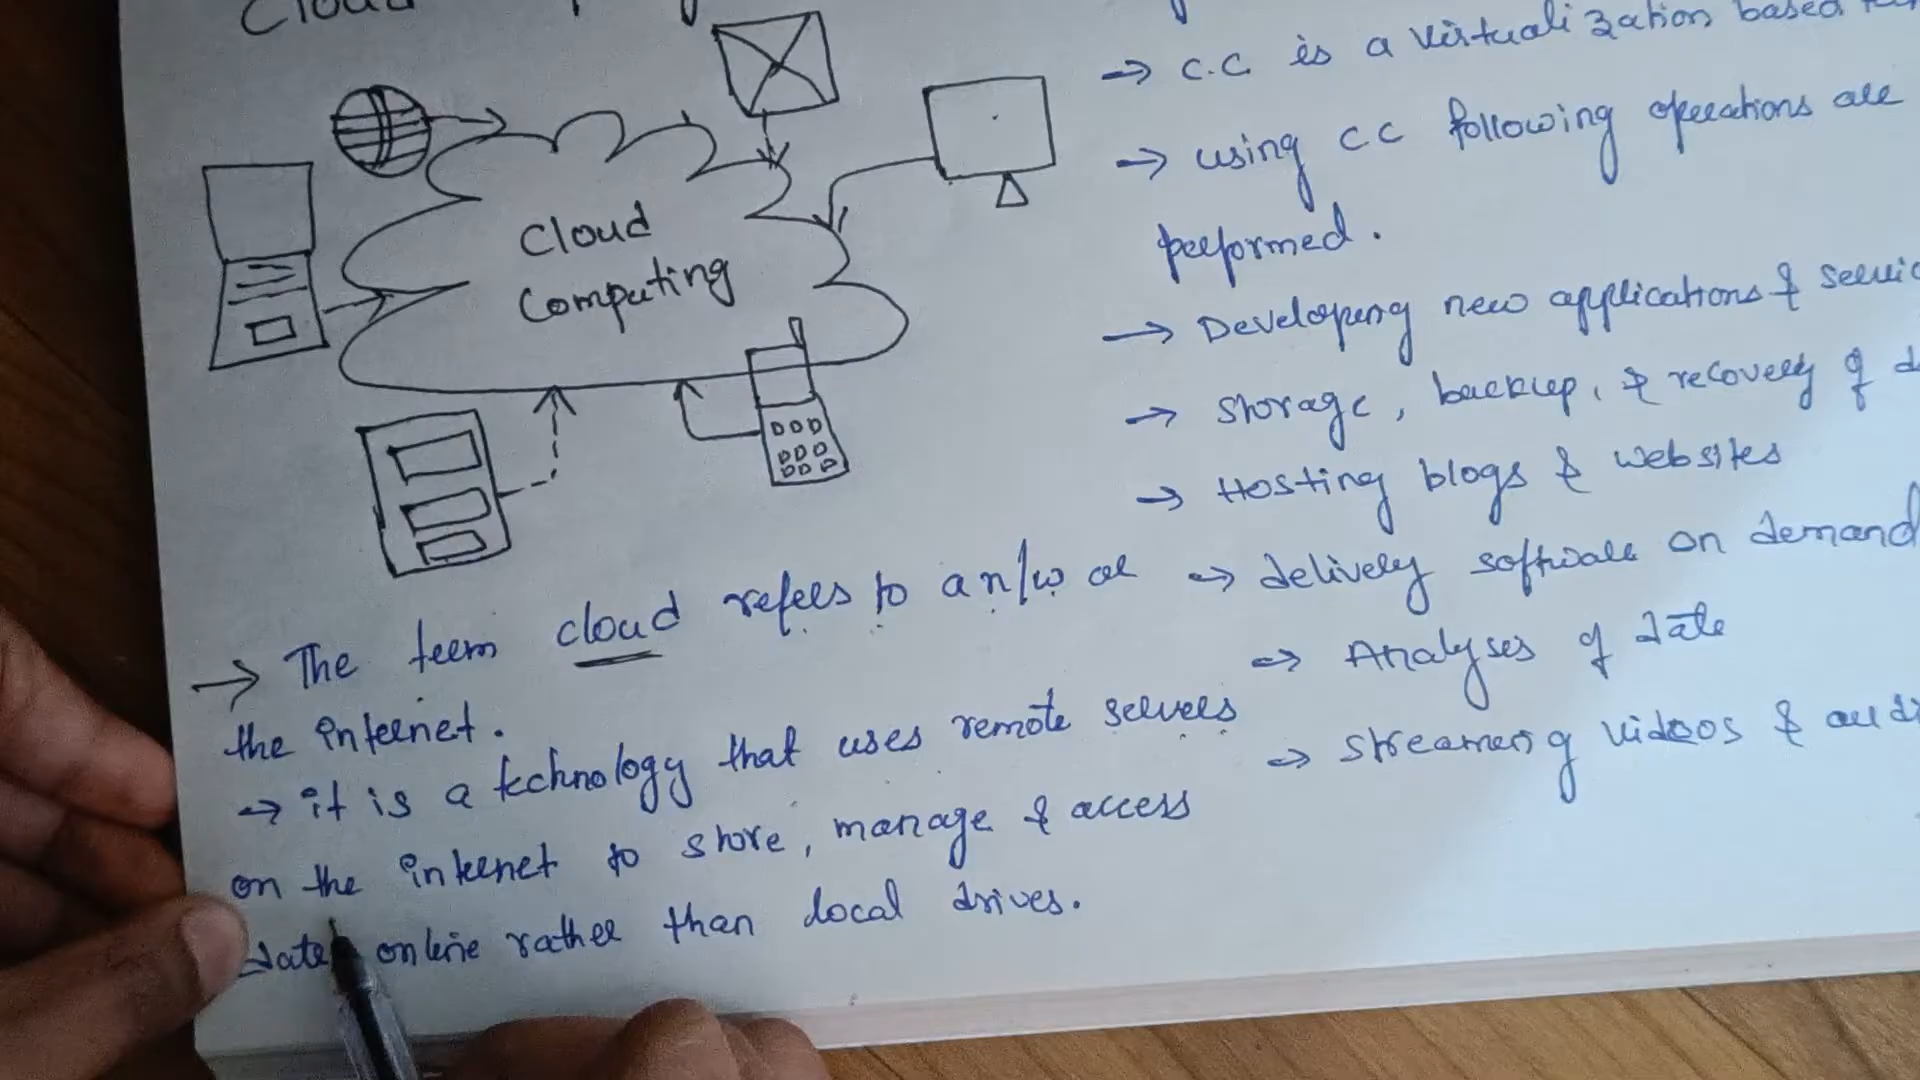 Cloud
Cloud
Computing
→ The term cloud refers to a n/w or
the internet.
→ it is a technology that uses remote servers
on the internet to store, manage & access
data online rather than local drives.
→ C.C. is a virtualization based
→ using C.C following operations are
performed.
→ Developing new applications &
→ storage, backup, & recovery of
→ Hosting blogs & websites
→ delivery software on demand
→ Analyses of data
→ streaming videos &